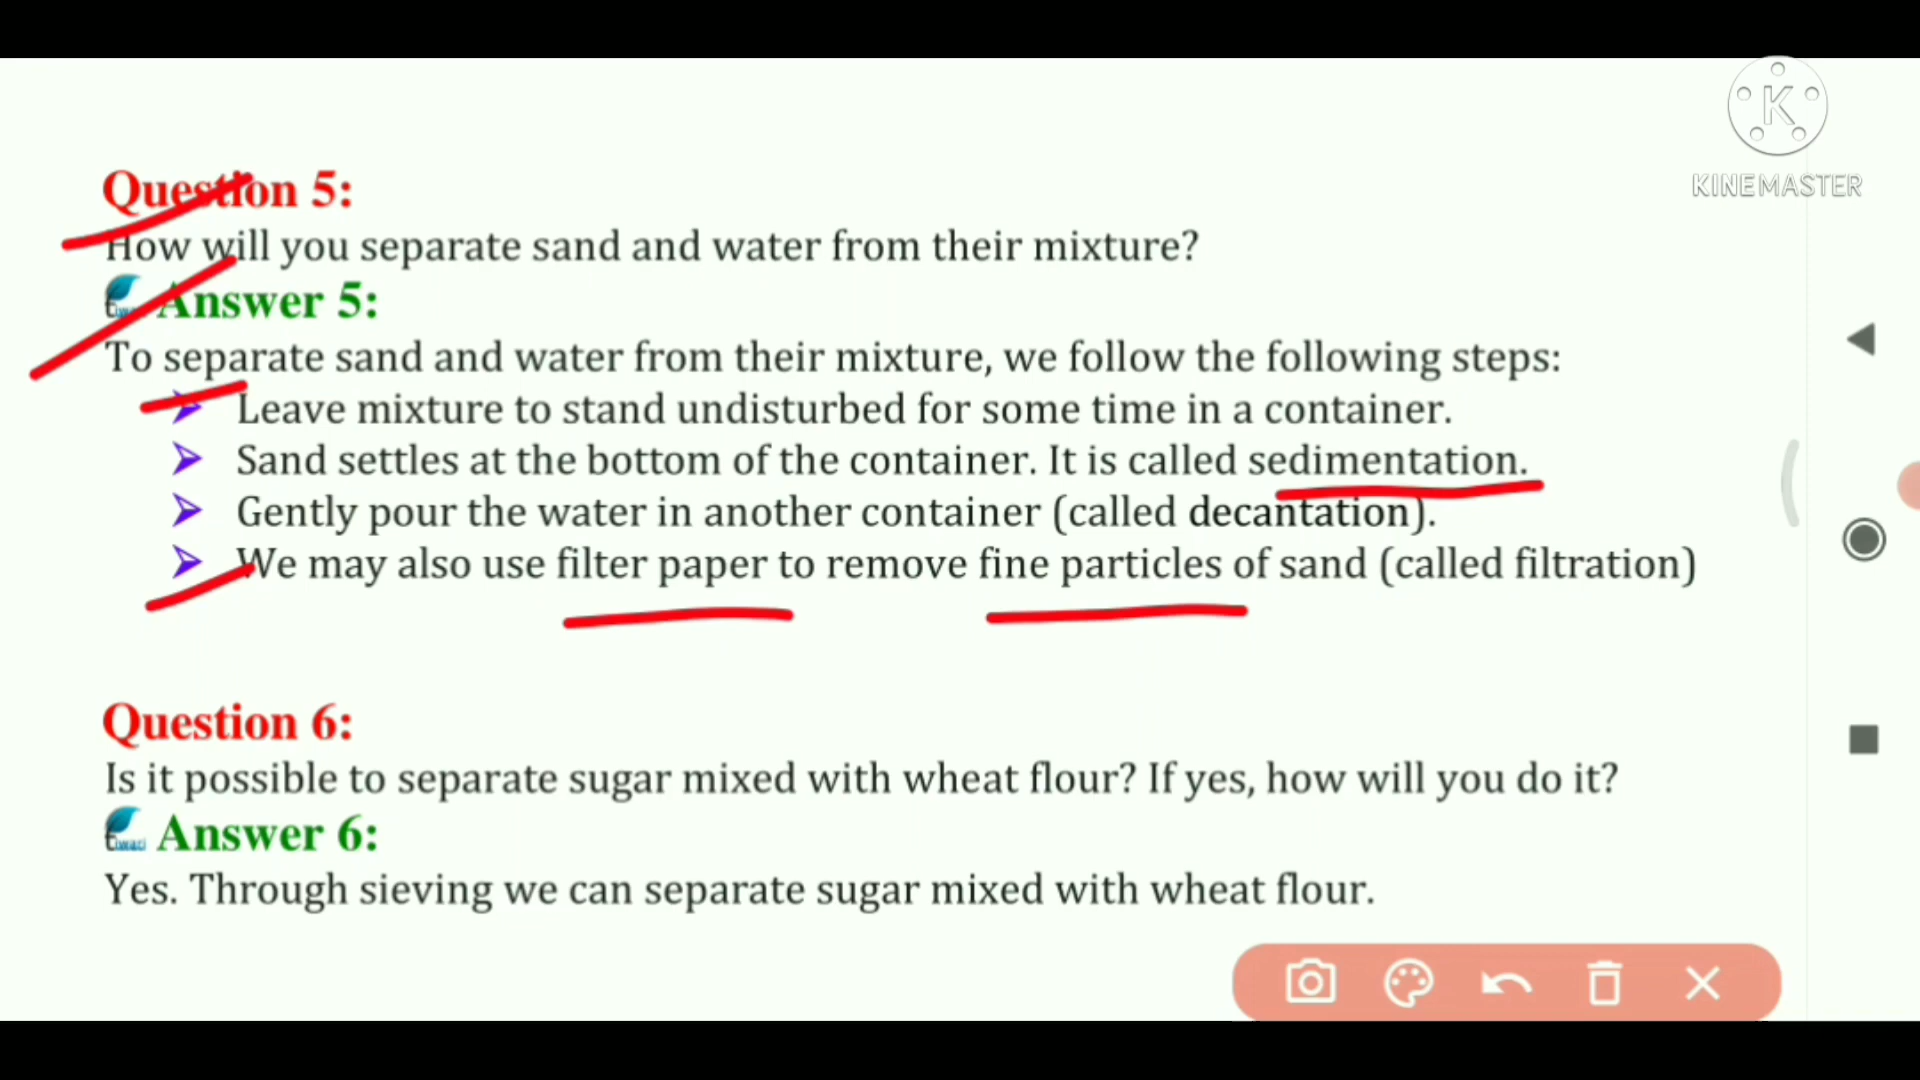 K
KINEMASTER
Question 5:
How will you separate sand and water from their mixture?
Answer 5:
To separate sand and water from their mixture, we follow the following steps:
Leave mixture to stand undisturbed for some time in a container.
Sand settles at the bottom of the container. It is called sedimentation.
Gently pour the water in another container (called decantation).
We may also use filter paper to remove fine particles of sand (called filtration)
Question 6:
Is it possible to separate sugar mixed with wheat flour? If yes, how will you do it?
Answer 6:
Yes. Through sieving we can separate sugar mixed with wheat flour.